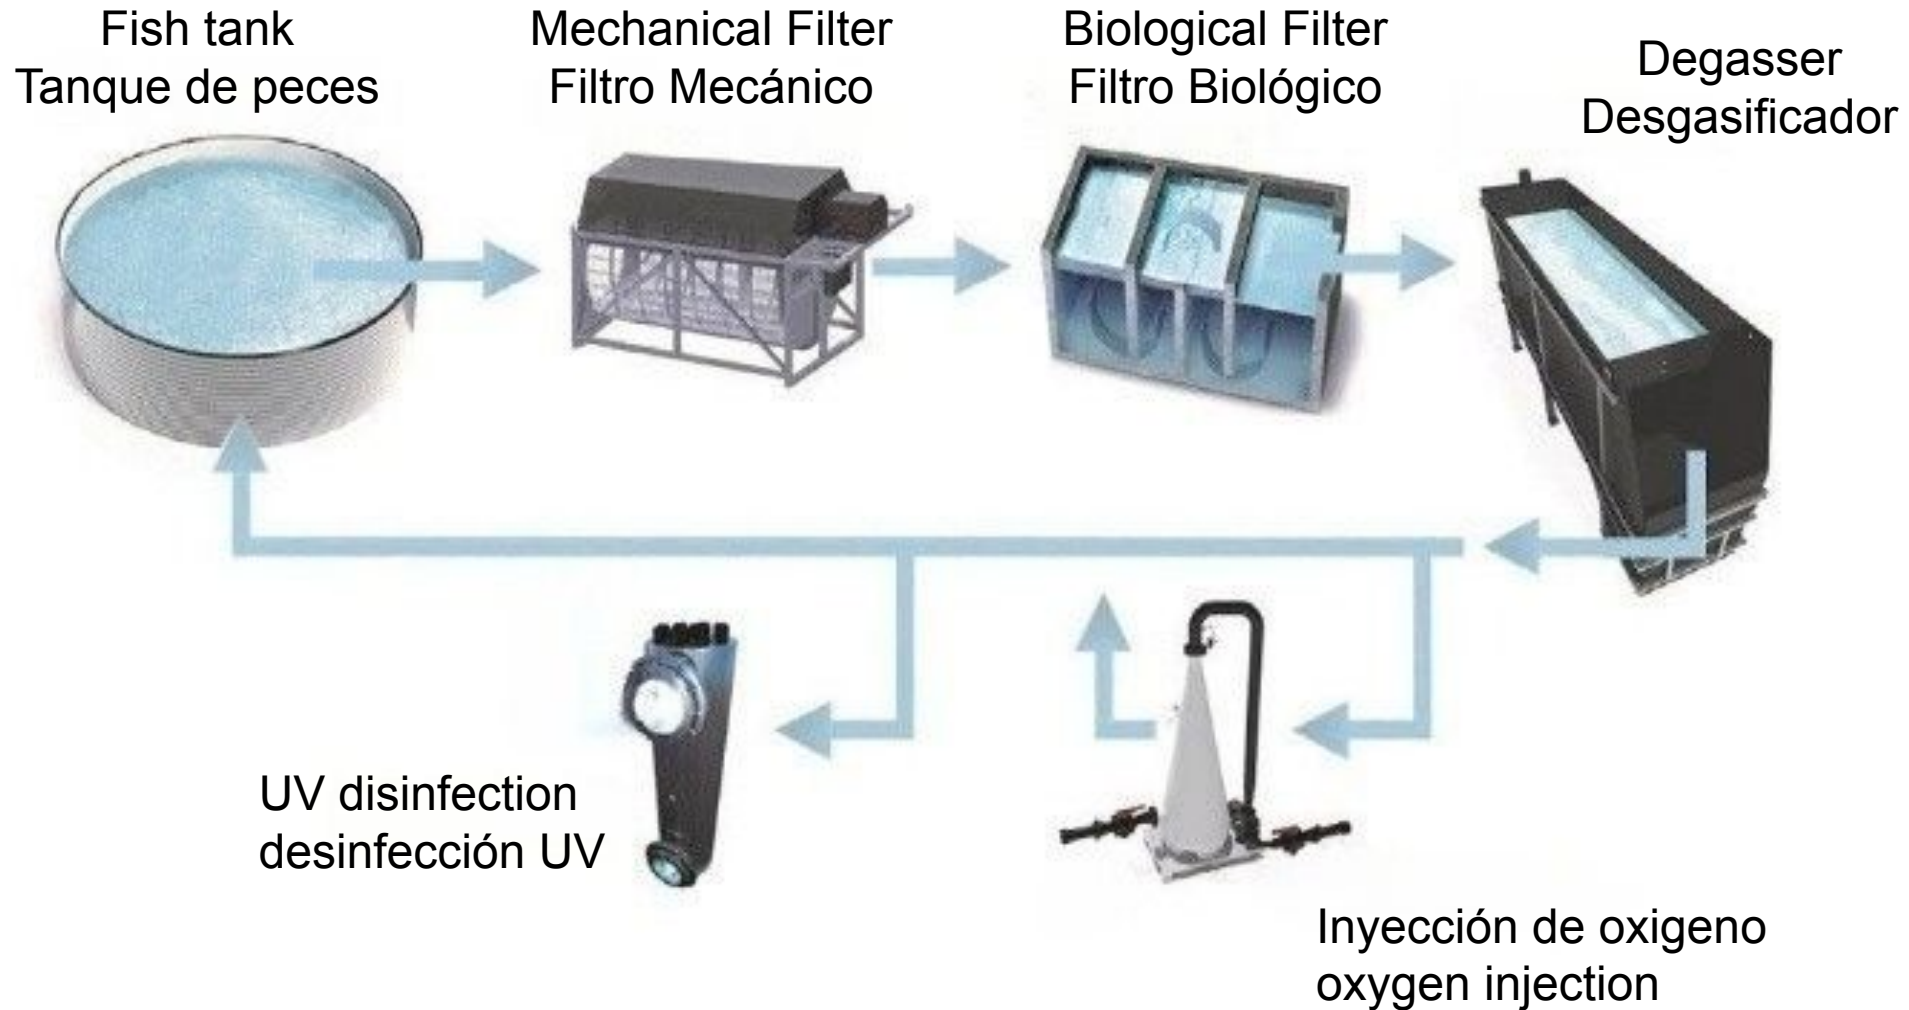 Fish tank
Tanque de peces
Mechanical Filter
Filtro Mecánico
Biological Filter
Filtro Biológico
Degasser
Desgasificador
UV disinfection
desinfección UV
Inyección de oxigeno
oxygen injection